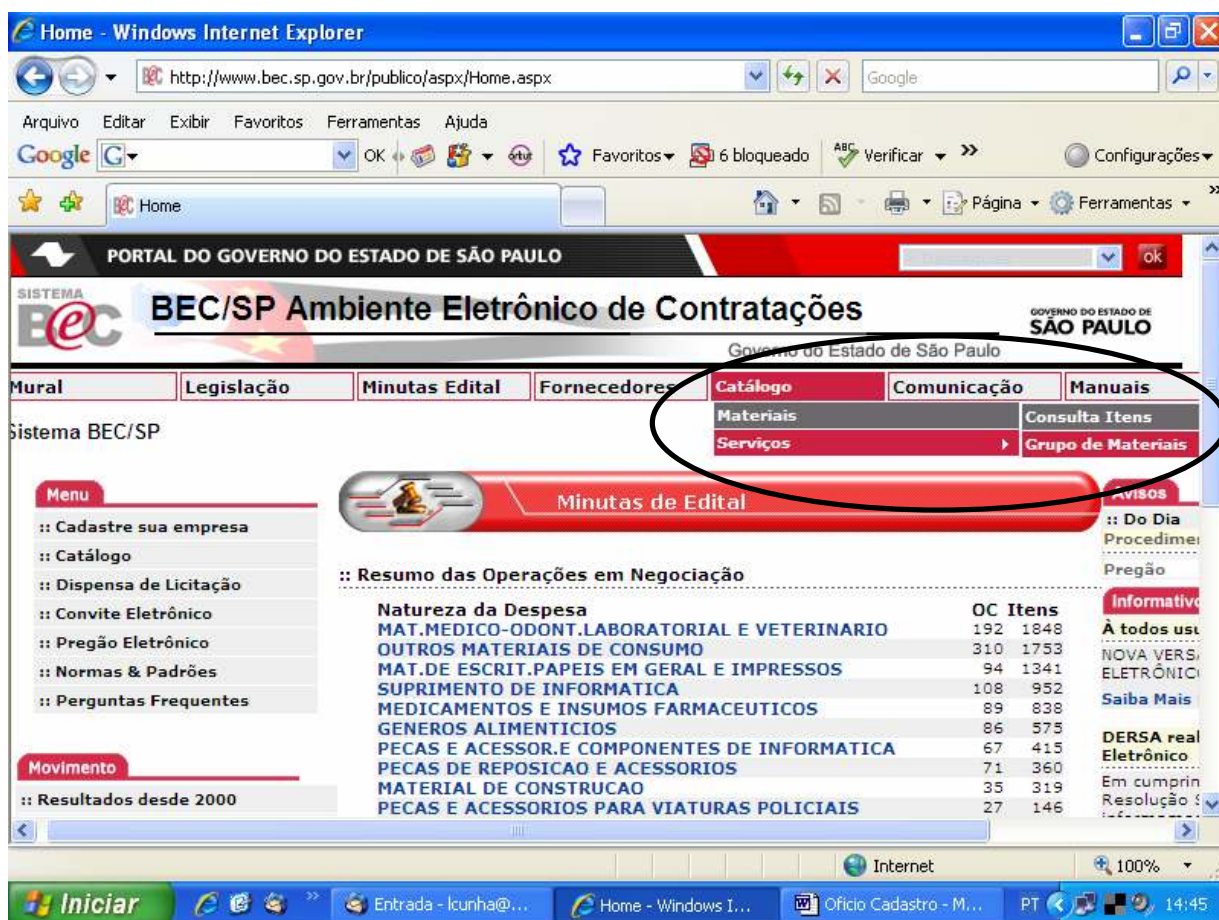 Home - Windows Internet Explorer
http://www.bec.sp.gov.br/publico/aspx/Home.aspx Google
Arquivo Editar Exibir Favoritos Ferramentas Ajuda
Google G OK Favoritos 6 bloqueado ABC Verificar » Configurações
Home Página Ferramentas »
PORTAL DO GOVERNO DO ESTADO DE SÃO PAULO ok
SISTEMA
BeC
BEC/SP Ambiente Eletrônico de Contratações
GOVERNO DO ESTADO DE
SÃO PAULO
Governo do Estado de São Paulo
Mural Legislação Minutas Edital Fornecedores Catálogo Comunicação Manuais
Materiais Consulta Itens
Serviços Grupo de Materiais
Sistema BEC/SP
Menu
:: Cadastre sua empresa
:: Catálogo
:: Dispensa de Licitação
:: Convite Eletrônico
:: Pregão Eletrônico
:: Normas & Padrões
:: Perguntas Frequentes
Movimento
:: Resultados desde 2000
Minutas de Edital
:: Resumo das Operações em Negociação
Natureza da Despesa OC Itens
MAT.MEDICO-ODONT.LABORATORIAL E VETERINARIO 192 1848
OUTROS MATERIAIS DE CONSUMO 310 1753
MAT.DE ESCRIT.PAPEIS EM GERAL E IMPRESSOS 94 1341
SUPRIMENTO DE INFORMATICA 108 952
MEDICAMENTOS E INSUMOS FARMACEUTICOS 89 838
GENEROS ALIMENTICIOS 86 575
PECAS E ACESSOR.E COMPONENTES DE INFORMATICA 67 415
PECAS DE REPOSICAO E ACESSORIOS 71 360
MATERIAL DE CONSTRUCAO 35 319
PECAS E ACESSORIOS PARA VIATURAS POLICIAIS 27 146
Avisos
:: Do Dia
Procedimen
Pregão
Informativo
À todos usu
NOVA VERS
ELETRÔNIC
Saiba Mais
DERSA real
Eletrônico
Em cumprin
Resolução
Internet 100%
Iniciar » Entrada - lcunha@... Home - Windows I... Oficio Cadastro - M... PT 14:45